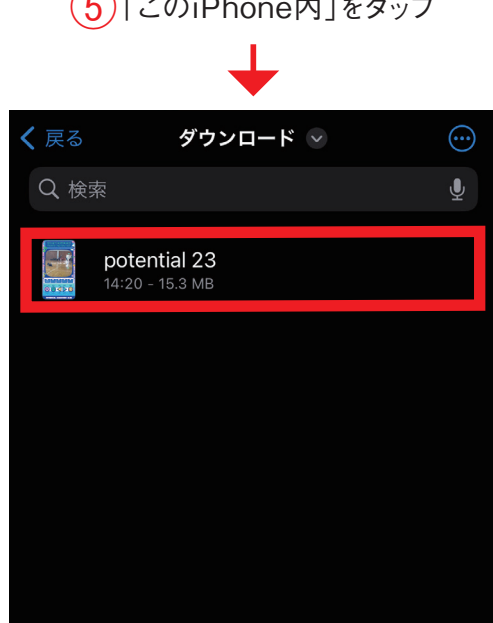 ⑤「このiPhone内」をタップ
戻る ダウンロード
検索
potential 23
14:20 - 15.3 MB